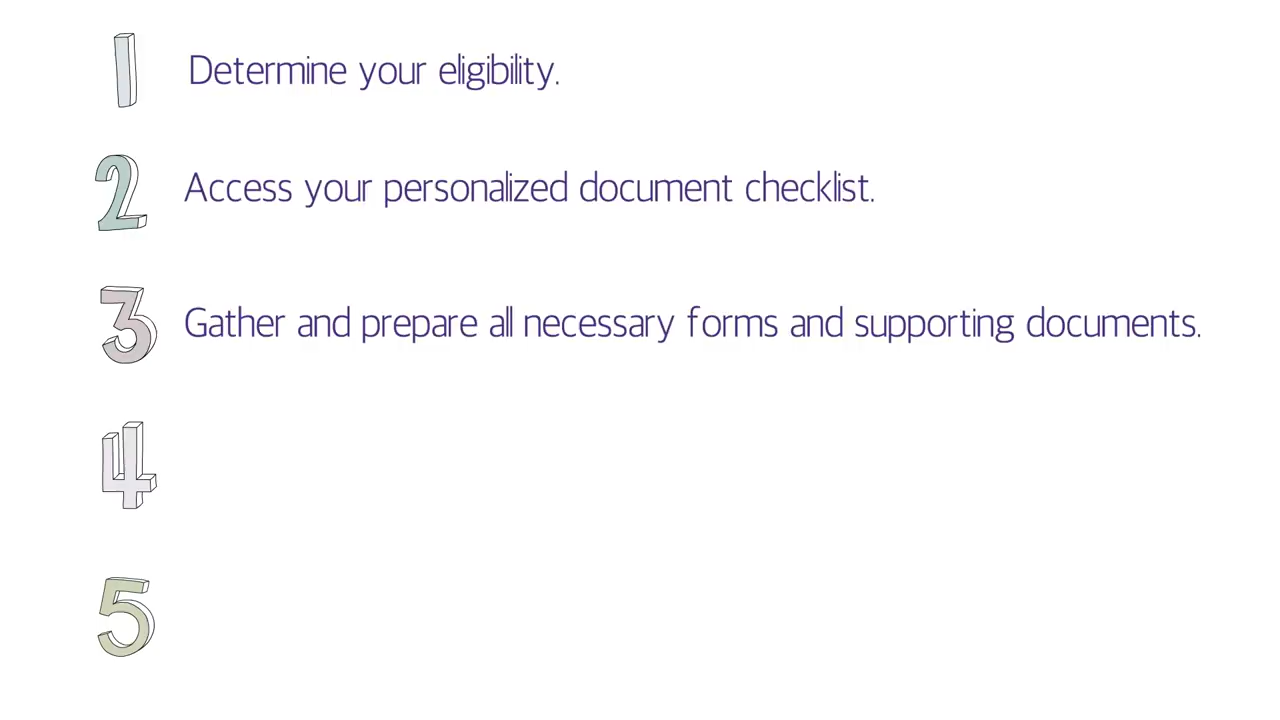 1 Determine your eligibility.
2 Access your personalized document checklist.
3 Gather and prepare all necessary forms and supporting documents.
4
5